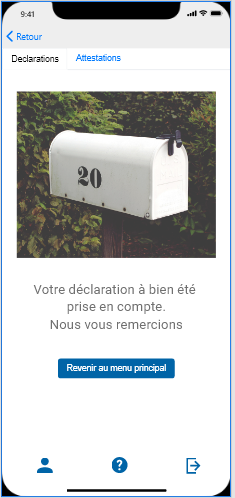 9:41
Retour
Declarations
Attestations
20
Votre déclaration à bien été
prise en compte.
Nous vous remercions
Revenir au menu principal
?